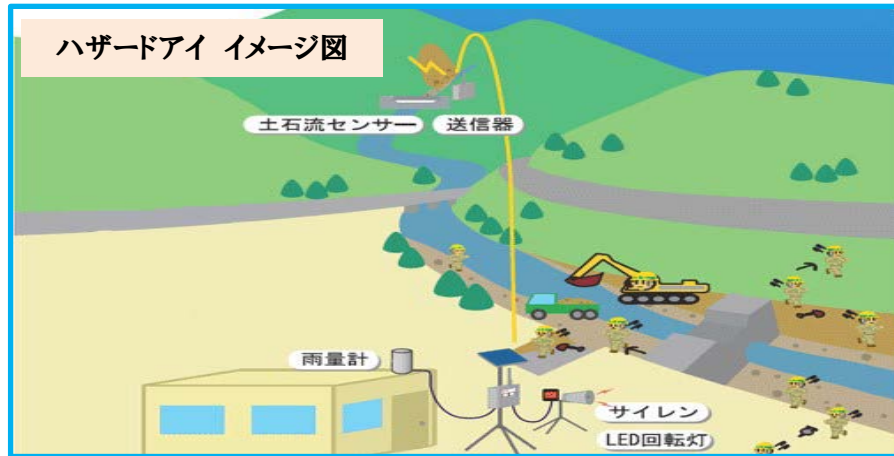 ハザードアイ イメージ図
土石流センサー
送信器
雨量計
サイレン
LED回転灯